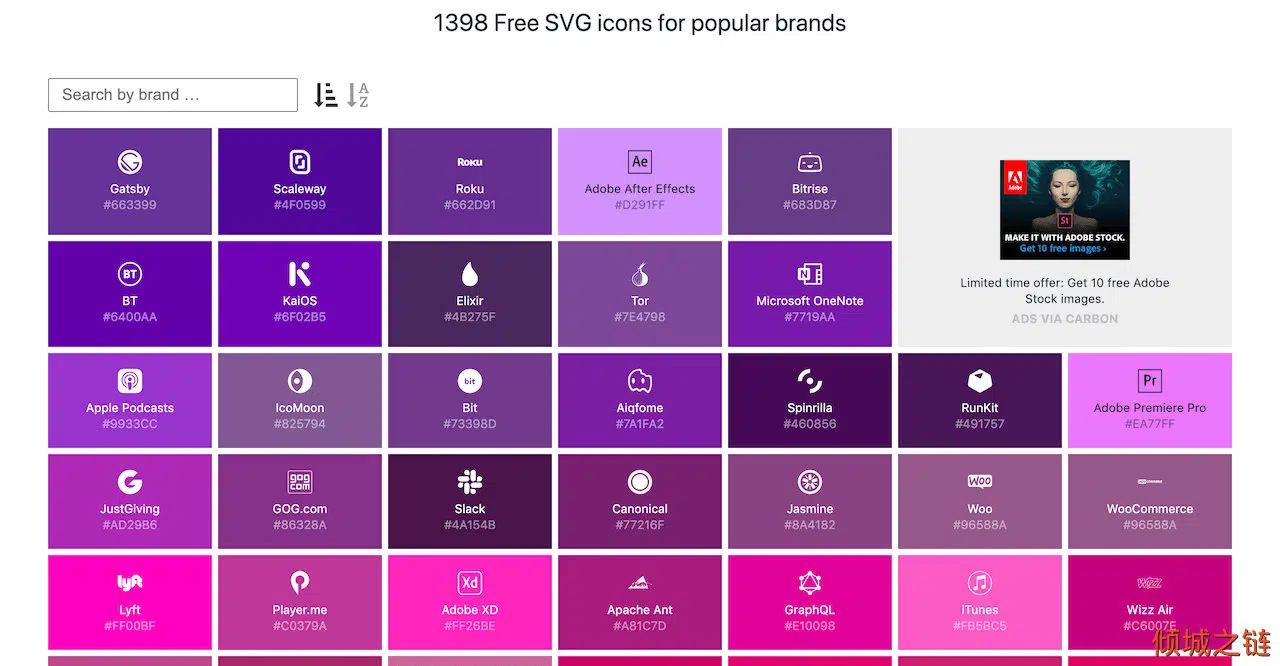 1398 Free SVG icons for popular brands
Search by brand …
A
Z
Gatsby
#663399
Scaleway
#4F0599
Roku
Roku
#662D91
Ae
Adobe After Effects
#D291FF
Bitrise
#683D87
Adobe
St
MAKE IT WITH ADOBE STOCK.
Get 10 free images ›
Limited time offer: Get 10 free Adobe
Stock images.
ADS VIA CARBON
BT
BT
#6400AA
KaiOS
#6F02B5
Elixir
#4B275F
Tor
#7E4798
N
Microsoft OneNote
#7719AA
Apple Podcasts
#9933CC
IcoMoon
#825794
bit
Bit
#73398D
Aiqfome
#7A1FA2
Spinrilla
#460856
RunKit
#491757
Pr
Adobe Premiere Pro
#EA77FF
JustGiving
#AD29B6
GOG
COM
GOG.com
#86328A
Slack
#4A154B
Canonical
#77216F
Jasmine
#8A4182
WOO
Woo
#96588A
WooCommerce
#96588A
lyft
Lyft
#FF00BF
Player.me
#C0379A
Xd
Adobe XD
#FF26BE
Apache Ant
#A81C7D
GraphQL
#E10098
iTunes
#FB5BC5
WIZZ
Wizz Air
#C6007E
倾城之链